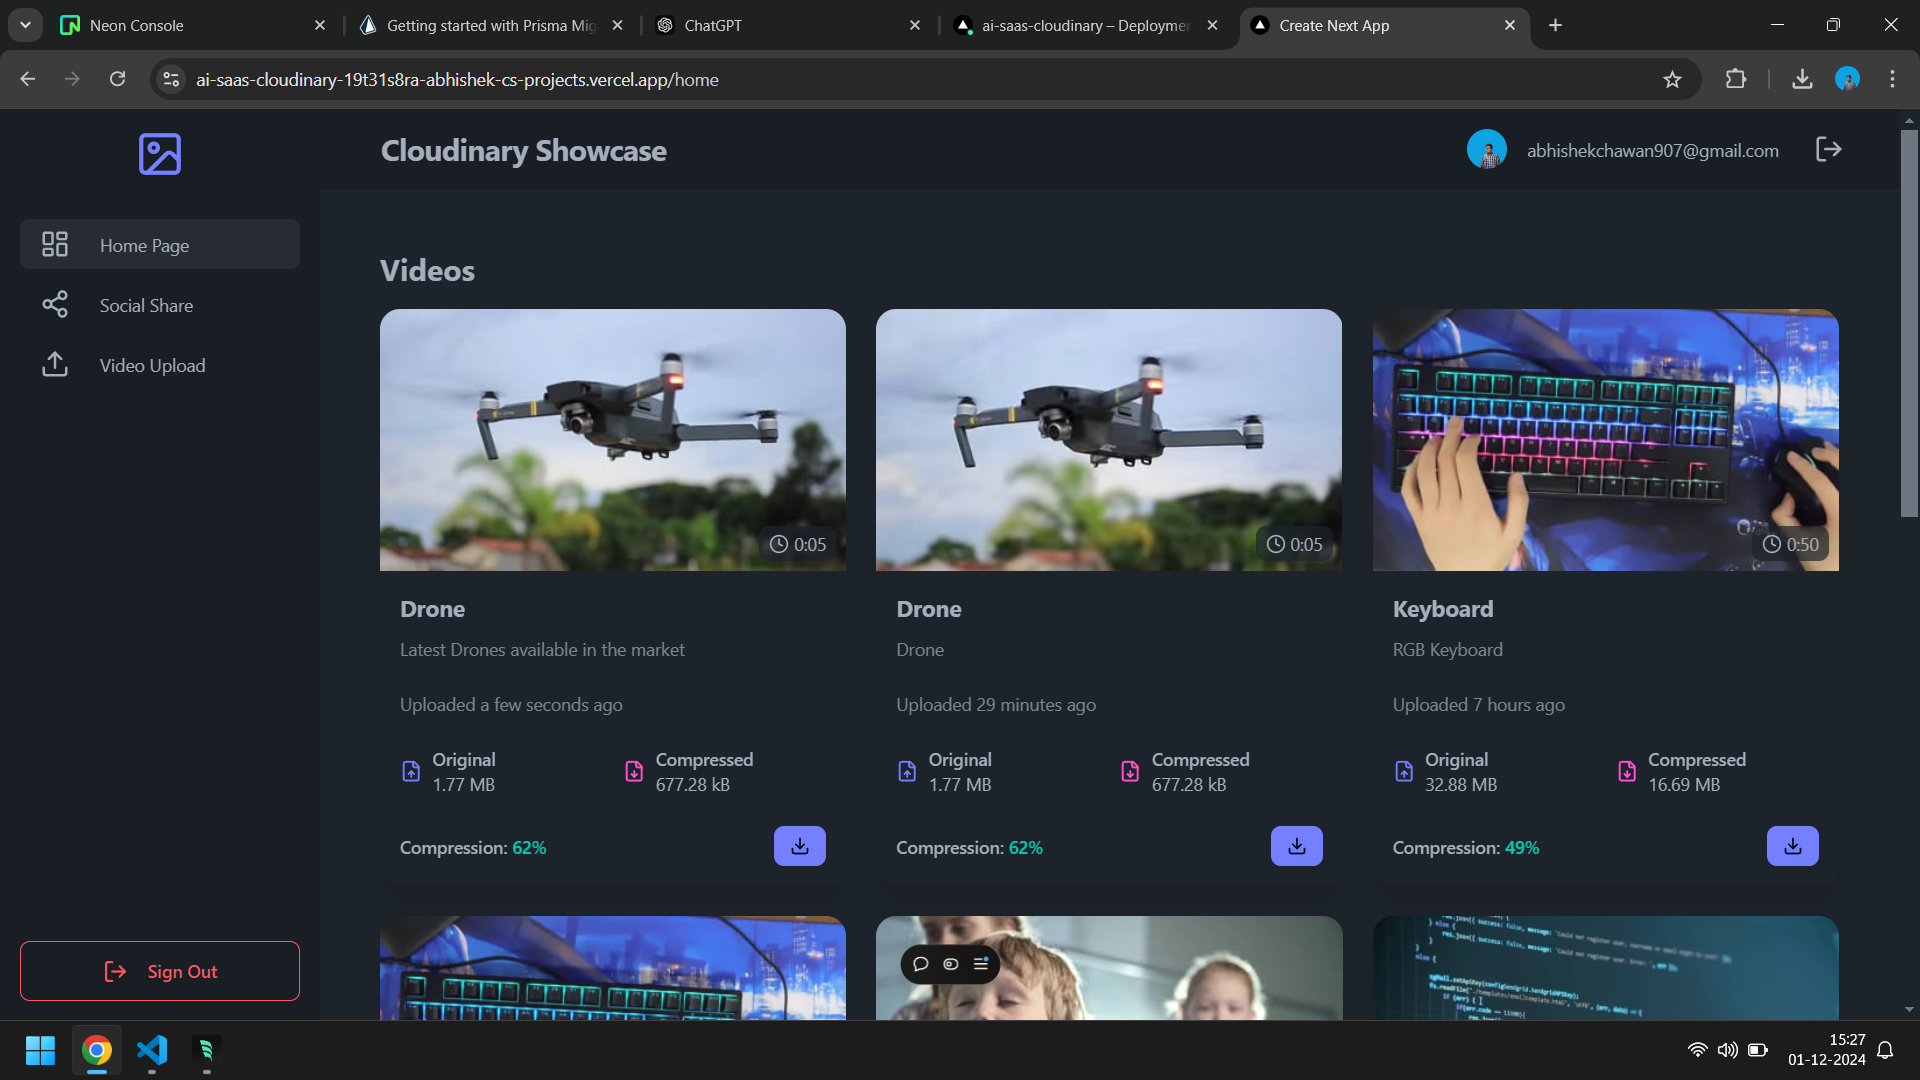 Neon Console
Getting started with Prisma Mig
ChatGPT
ai-saas-cloudinary – Deploymer
Create Next App
ai-saas-cloudinary-19t31s8ra-abhishek-cs-projects.vercel.app/home
Cloudinary Showcase
abhishekchawan907@gmail.com
Home Page
Social Share
Video Upload
Sign Out
Videos
0:05
0:05
0:50
Drone
Latest Drones available in the market
Uploaded a few seconds ago
Original
1.77 MB
Compressed
677.28 kB
Compression: 62%
Drone
Drone
Uploaded 29 minutes ago
Original
1.77 MB
Compressed
677.28 kB
Compression: 62%
Keyboard
RGB Keyboard
Uploaded 7 hours ago
Original
32.88 MB
Compressed
16.69 MB
Compression: 49%
15:27
01-12-2024